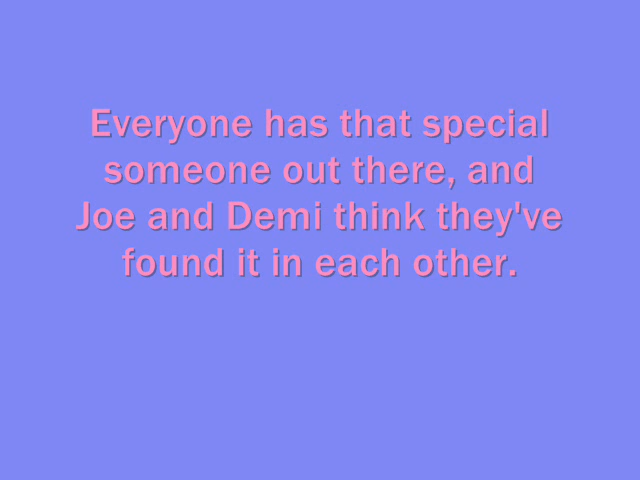 Everyone has that special
someone out there, and
Joe and Demi think they've
found it in each other.